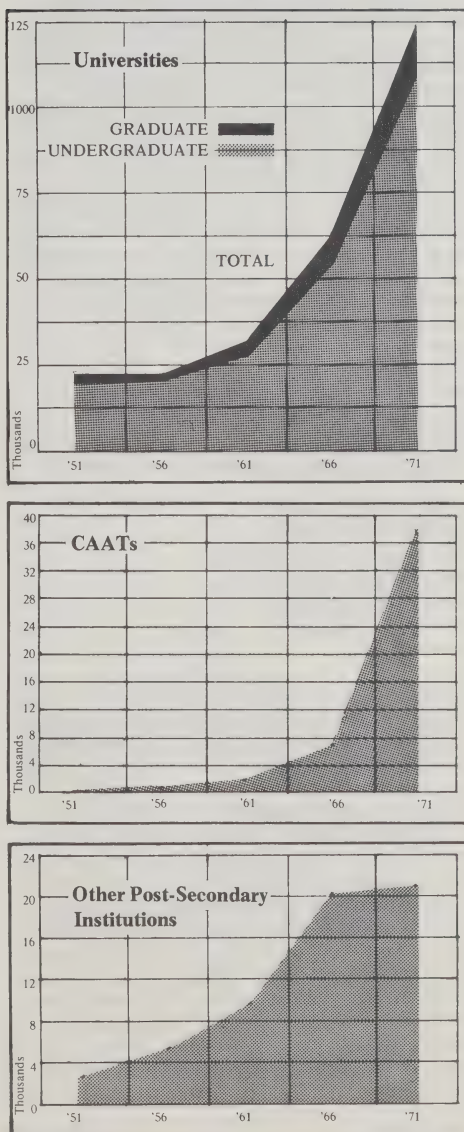 125
Universities
1000
GRADUATE
UNDERGRADUATE
75
TOTAL
50
25
0
Thousands
'51 '56 '61 '66 '71
40
CAATs
36
32
28
24
20
16
12
8
4
0
Thousands
'51 '56 '61 '66 '71
24
Other Post-Secondary
Institutions
20
16
12
8
4
0
Thousands
'51 '56 '61 '66 '71